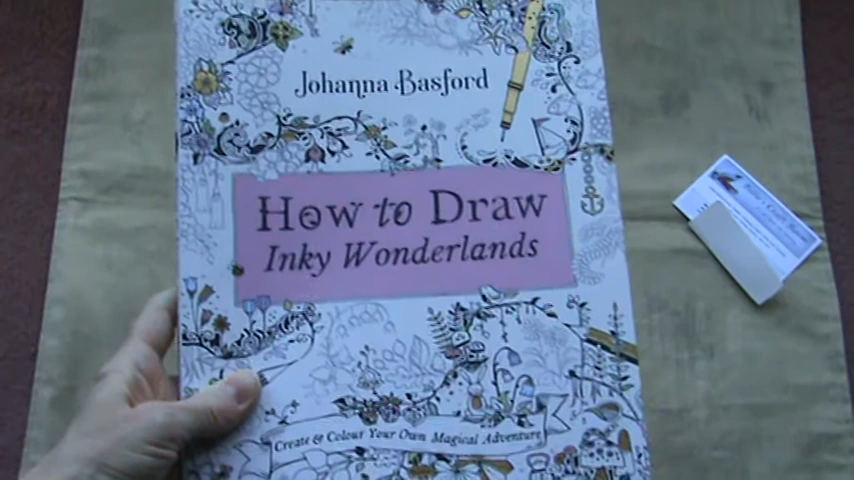 Johanna Basford
How to Draw
Inky Wonderlands
Create & Colour Your Own Magical Adventure